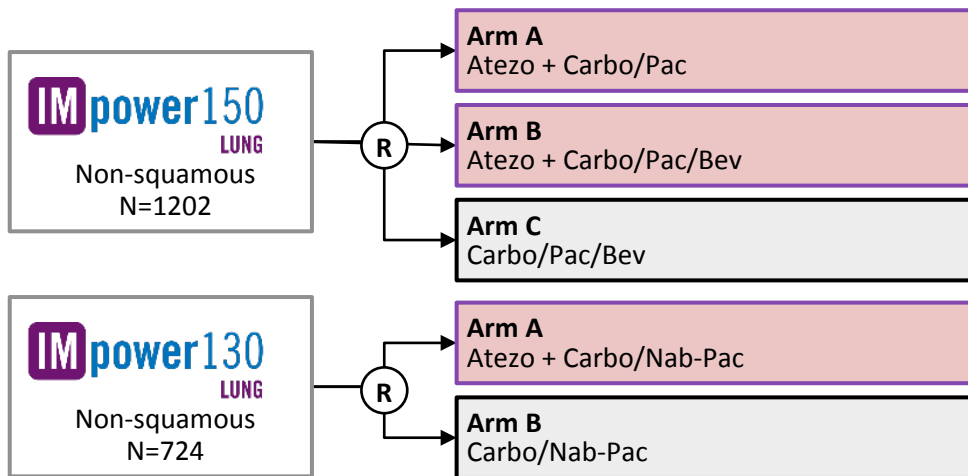 IMpower150
LUNG
Non-squamous
N=1202
R
Arm A
Atezo + Carbo/Pac
Arm B
Atezo + Carbo/Pac/Bev
Arm C
Carbo/Pac/Bev
IMpower130
LUNG
Non-squamous
N=724
R
Arm A
Atezo + Carbo/Nab-Pac
Arm B
Carbo/Nab-Pac